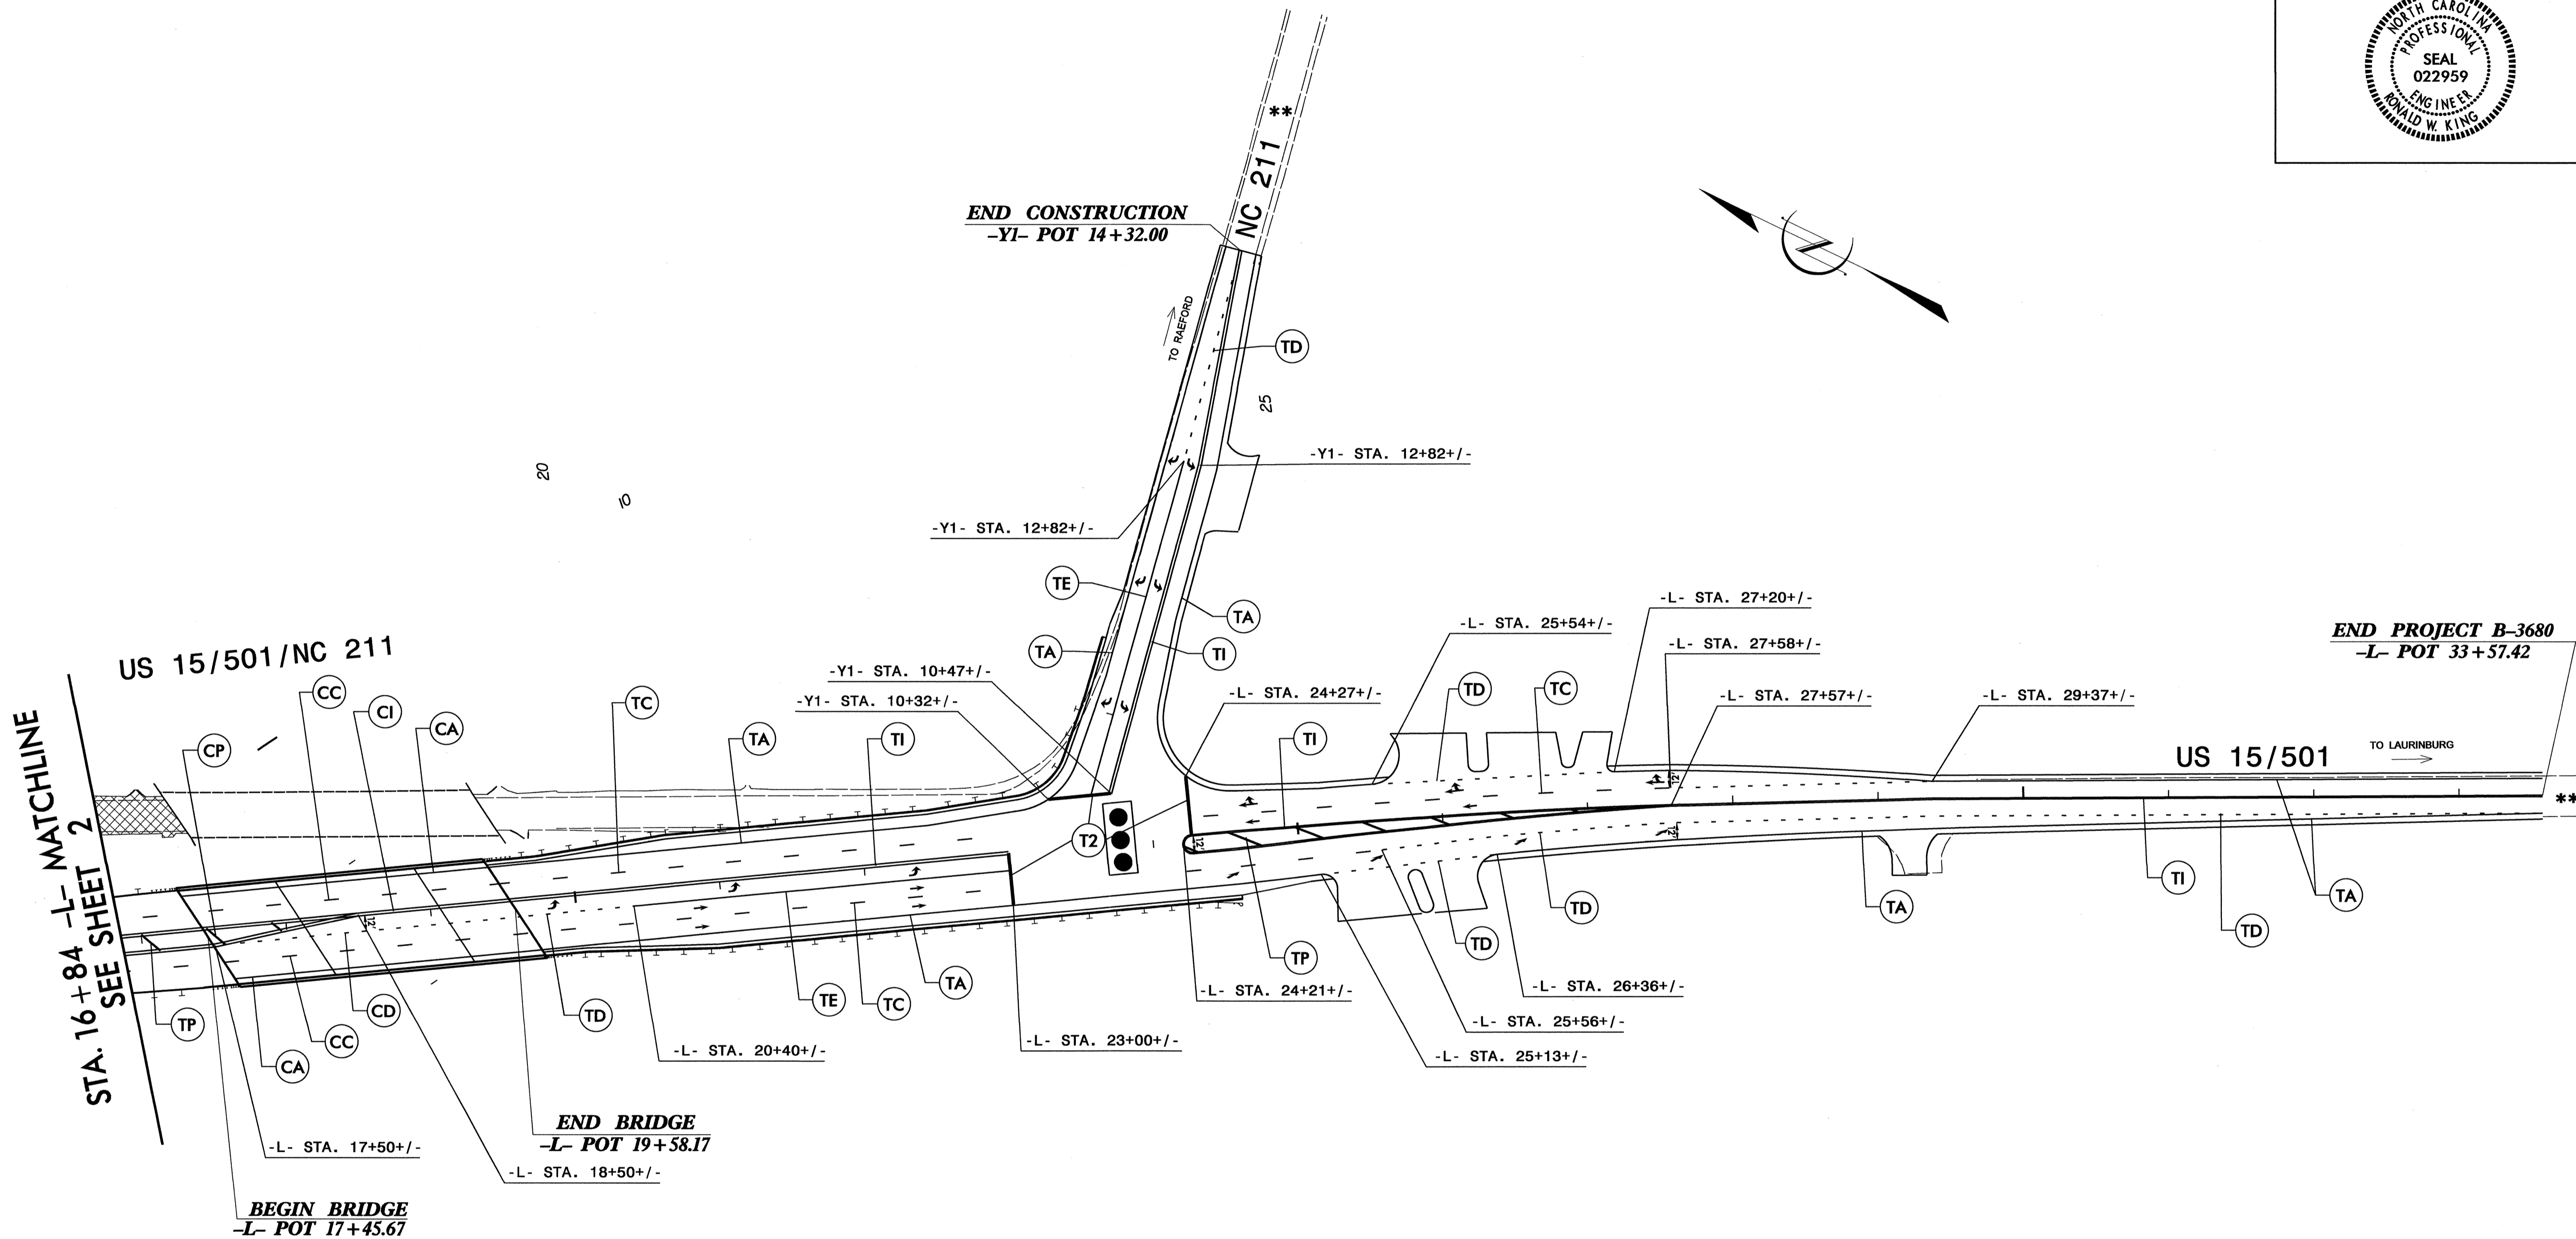 NORTH CAROLINA
PROFESSIONAL
SEAL
022959
ENGINEER
RONALD W. KING
NC 211 **
END CONSTRUCTION
-Y1- POT 14+32.00
TO RAEFORD
TD
25
-Y1- STA. 12+82+/-
20
10
-Y1- STA. 12+82+/-
TE
TA
TA
TI
-L- STA. 27+20+/-
-L- STA. 25+54+/-
-L- STA. 27+58+/-
END PROJECT B-3680
-L- POT 33+57.42
US 15/501/NC 211
-Y1- STA. 10+47+/-
-Y1- STA. 10+32+/-
-L- STA. 24+27+/-
TD
TC
-L- STA. 27+57+/-
-L- STA. 29+37+/-
CC
CI
CA
TC
TA
TI
TI
CP
US 15/501
TO LAURINBURG
12'
12'
**
STA. 16+84 -L- MATCHLINE
SEE SHEET 2
T2
12'
12'
TI
TA
TA
TD
TD
TD
TP
12'
TP
CC
CD
CA
TD
TE
TC
TA
-L- STA. 24+21+/-
-L- STA. 26+36+/-
-L- STA. 25+56+/-
-L- STA. 25+13+/-
-L- STA. 23+00+/-
-L- STA. 20+40+/-
END BRIDGE
-L- POT 19+58.17
-L- STA. 17+50+/-
-L- STA. 18+50+/-
BEGIN BRIDGE
-L- POT 17+45.67